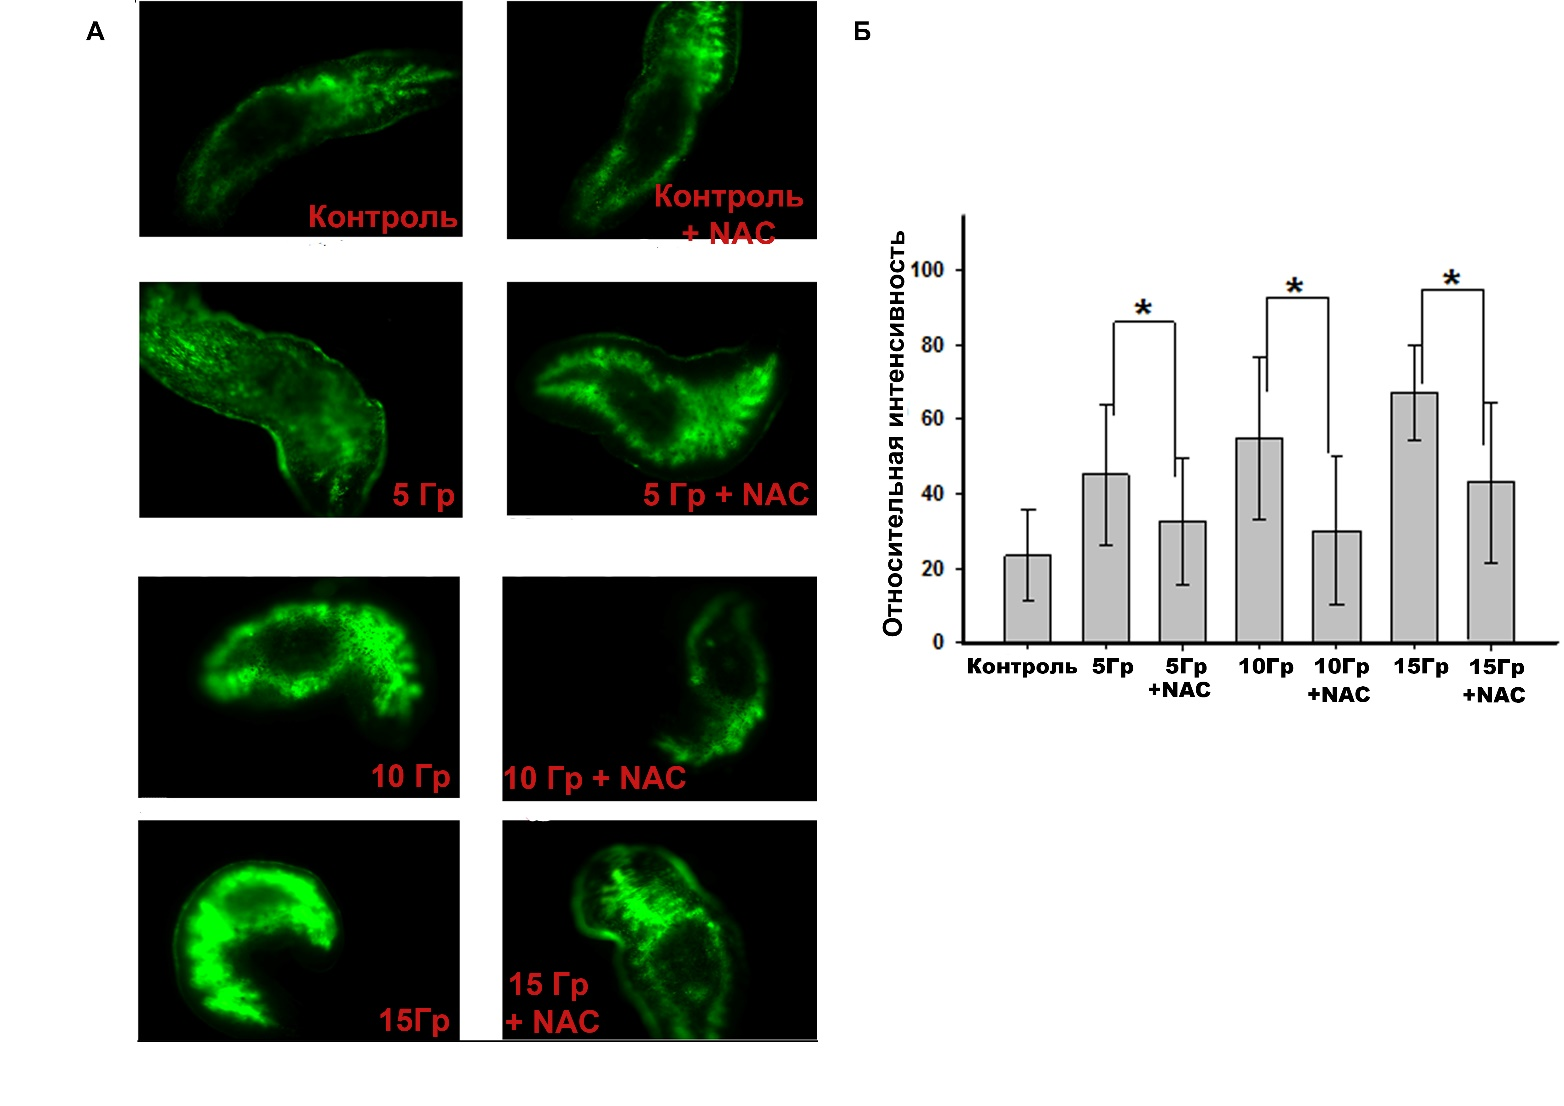 А
Контроль
Контроль
+ NAC
5 Гр
5 Гр + NAC
10 Гр
10 Гр + NAC
15Гр
15 Гр
+ NAC
Б
Относительная интенсивность
100
80
60
40
20
0
*
*
*
Контроль
5Гр
5Гр
+NAC
10Гр
10Гр
+NAC
15Гр
15Гр
+NAC